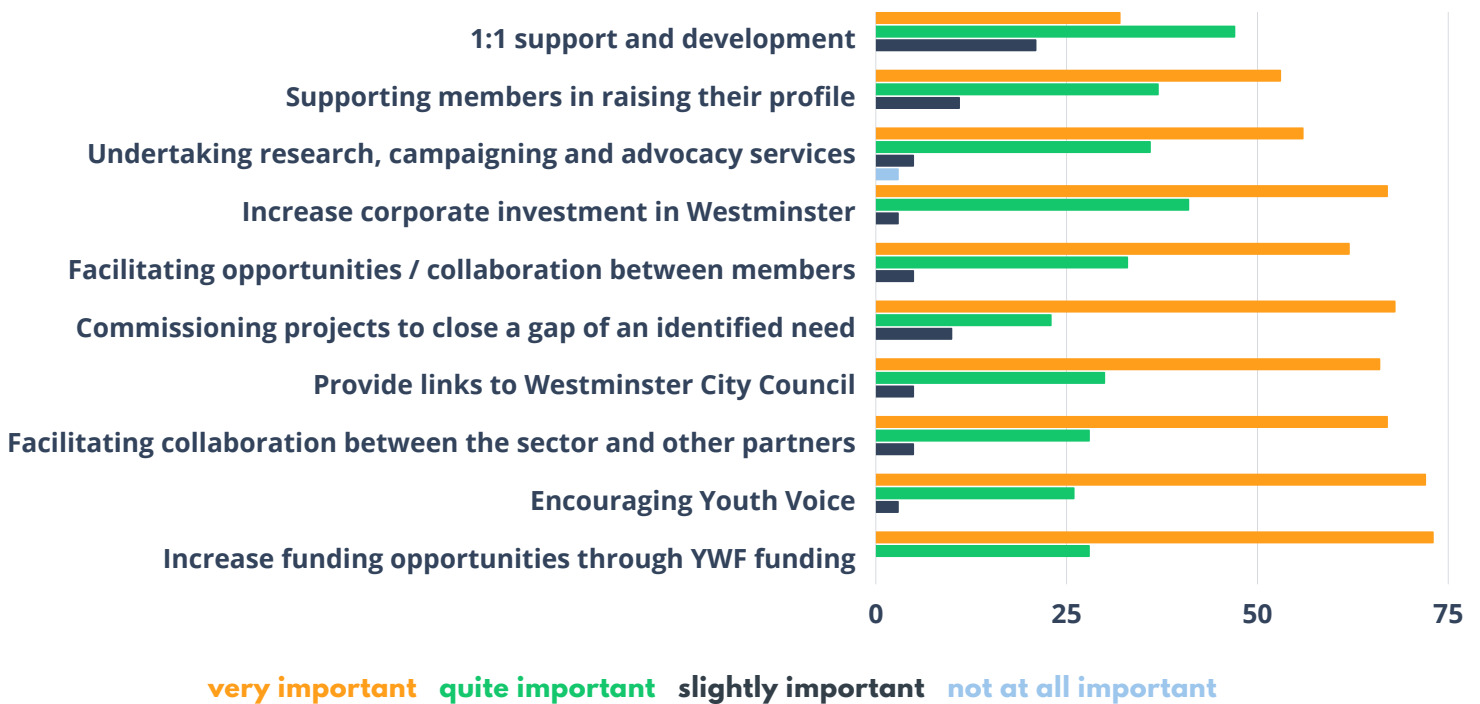 1:1 support and development
Supporting members in raising their profile
Undertaking research, campaigning and advocacy services
Increase corporate investment in Westminster
Facilitating opportunities / collaboration between members
Commissioning projects to close a gap of an identified need
Provide links to Westminster City Council
Facilitating collaboration between the sector and other partners
Encouraging Youth Voice
Increase funding opportunities through YWF funding
0 25 50 75
very important quite important slightly important not at all important